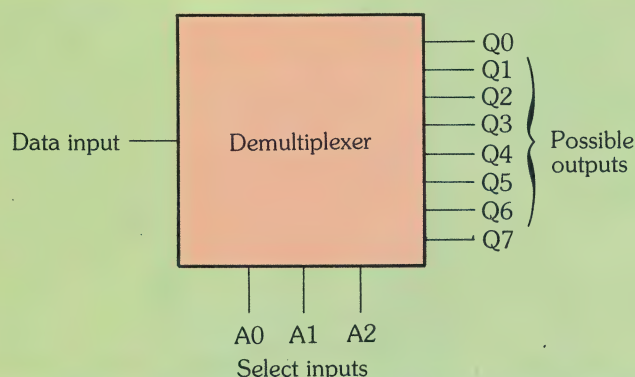 Q0
Q1
Q2
Q3
Q4
Q5
Q6
Q7
Data input
Demultiplexer
Possible
outputs
A0 A1 A2
Select inputs